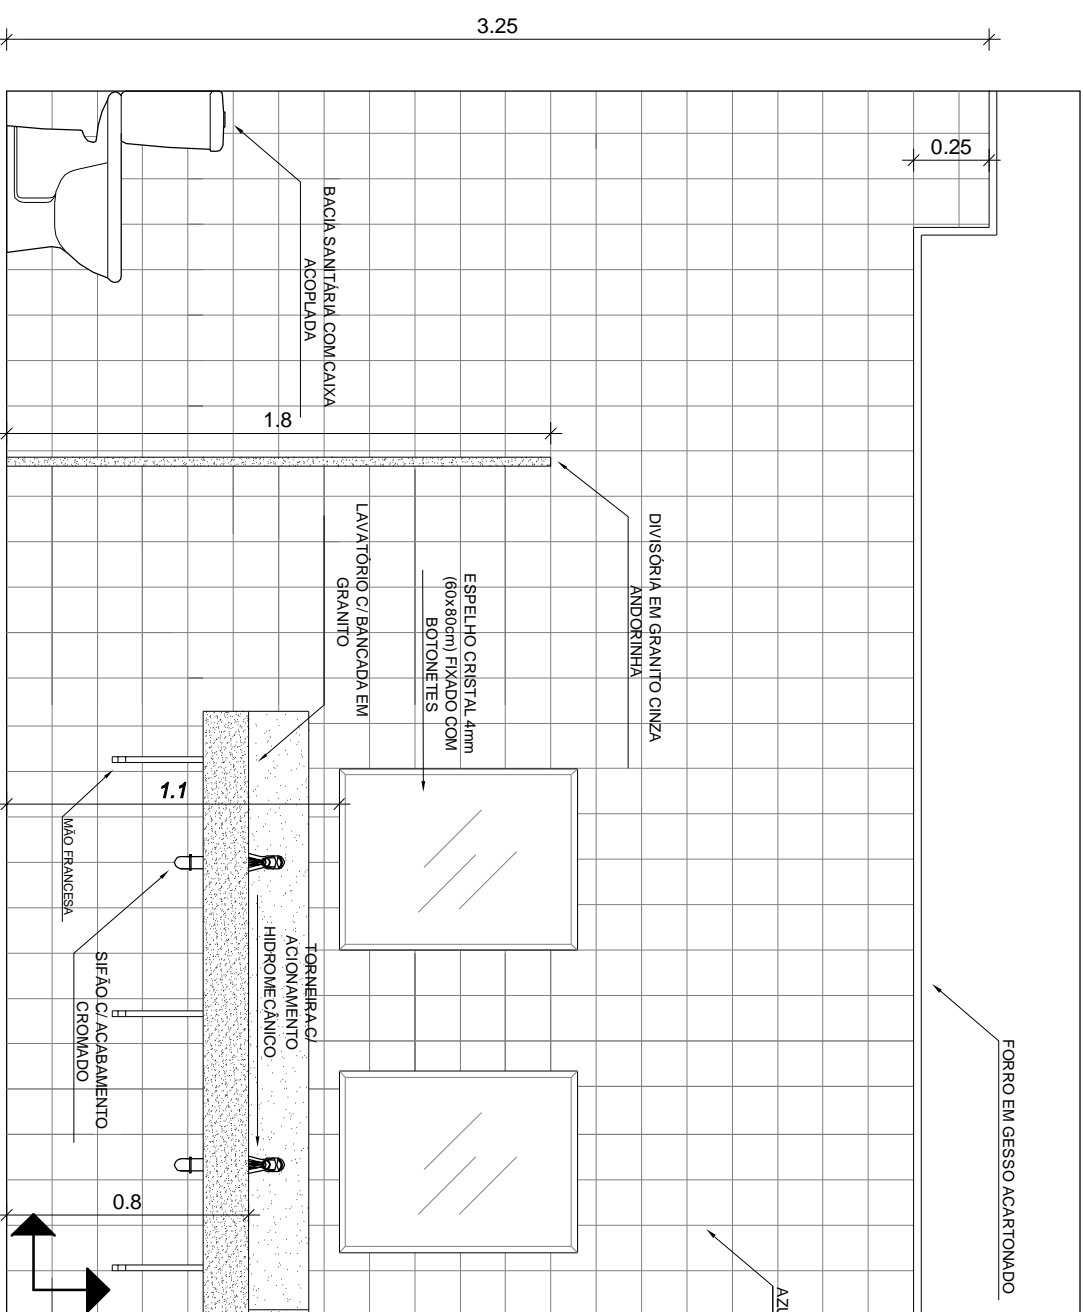 3.25
0.25
BACIA SANITÁRIA COM CAIXA
ACOPLADA
1.8
DIVISÓRIA EM GRANITO CINZA
ANDORINHA
LAVATÓRIO C/ BANCADA EM
GRANITO
ESPELHO CRISTAL 4mm
(60x80cm) FIXADO COM
BOTONETES
1.1
MÃO FRANCESA
SIFÃO C/ ACABAMENTO
CROMADO
TORNEIRA C/
ACIONAMENTO
HIDROMECÂNICO
FORRO EM GESSO ACARTONADO
0.8